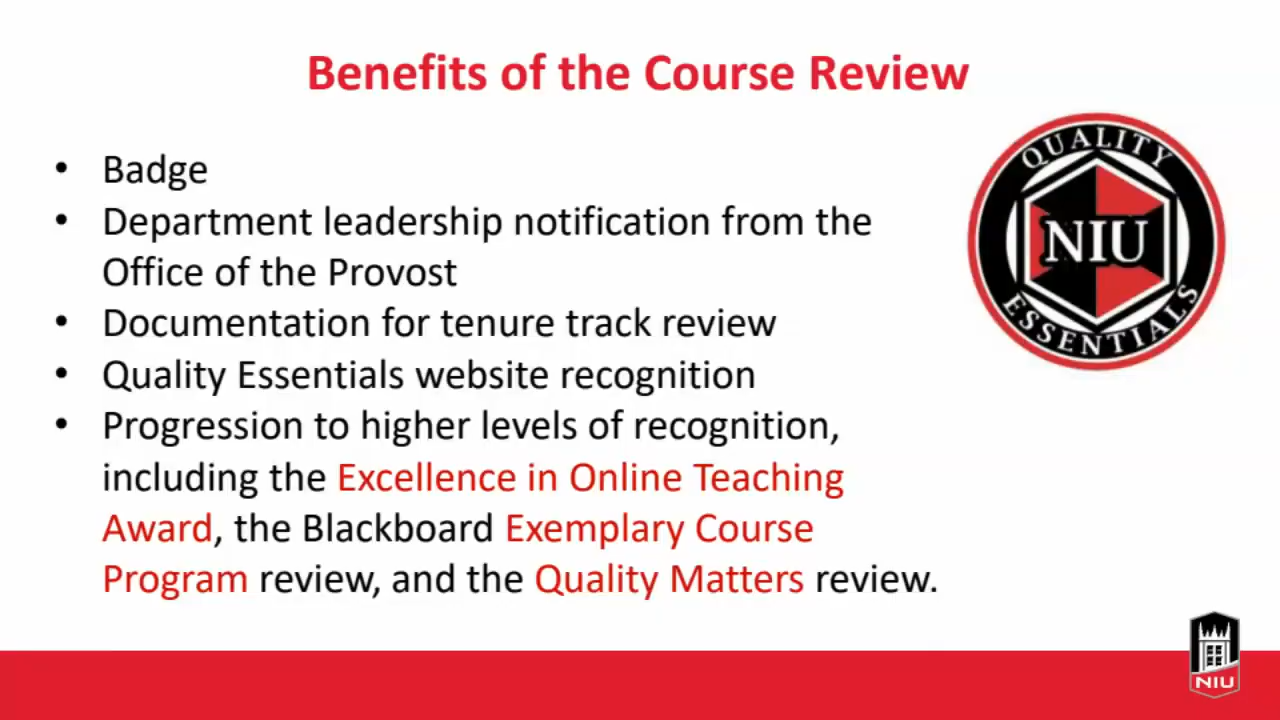 Benefits of the Course Review
• Badge
• Department leadership notification from the
Office of the Provost
• Documentation for tenure track review
• Quality Essentials website recognition
• Progression to higher levels of recognition,
including the Excellence in Online Teaching
Award, the Blackboard Exemplary Course
Program review, and the Quality Matters review.
QUALITY
NIU
ESSENTIALS
NIU